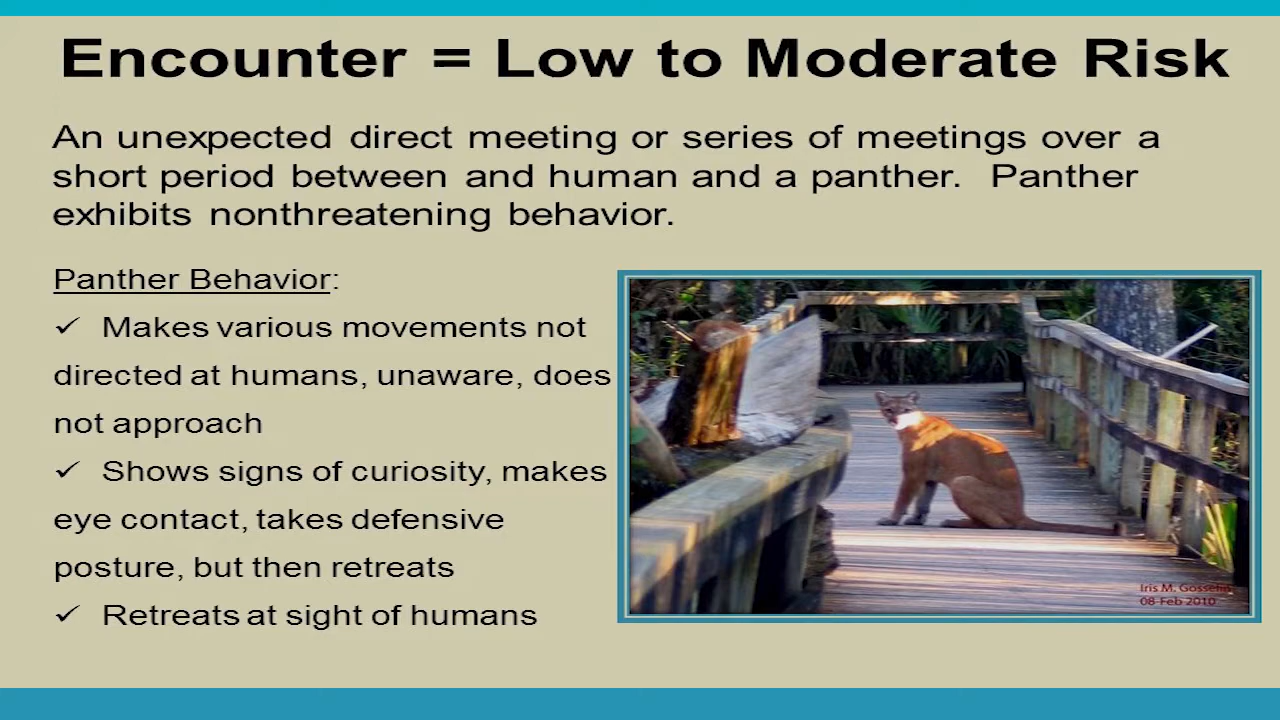 Encounter = Low to Moderate Risk
An unexpected direct meeting or series of meetings over a
short period between and human and a panther. Panther
exhibits nonthreatening behavior.
Panther Behavior:
✓ Makes various movements not
directed at humans, unaware, does
not approach
✓ Shows signs of curiosity, makes
eye contact, takes defensive
posture, but then retreats
✓ Retreats at sight of humans
Iris M. 
08-Feb 2010